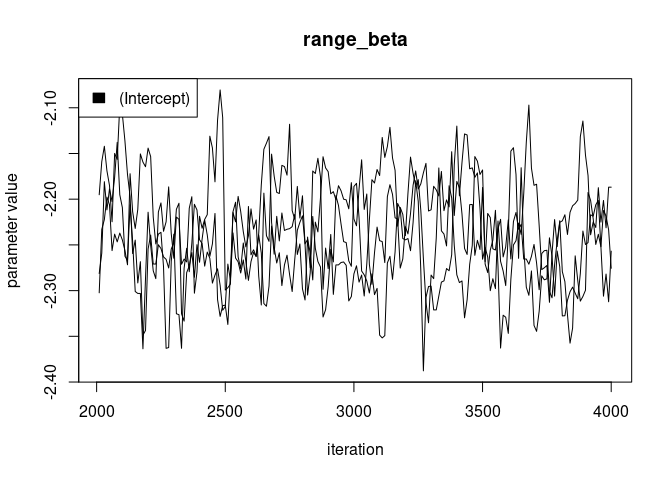 range_beta
(Intercept)
parameter value
-2.10
-2.20
-2.30
-2.40
2000 2500 3000 3500 4000
iteration